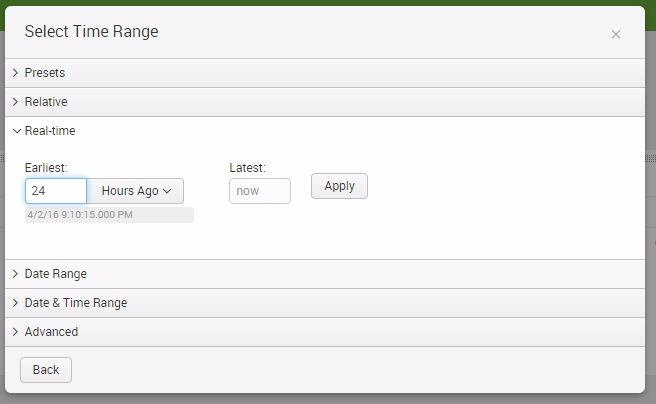 Select Time Range
×
Presets
Relative
Real-time
Earliest: Latest:
24 Hours Ago now Apply
4/2/16 9:10:15.000 PM
Date Range
Date & Time Range
Advanced
Back